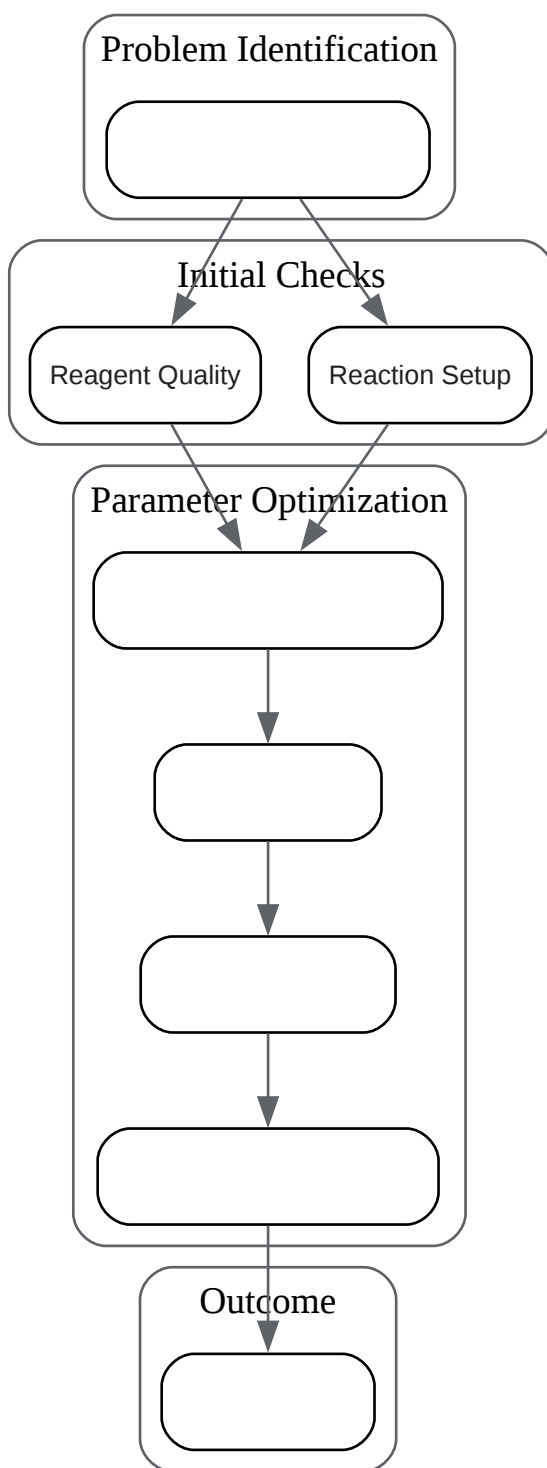 Problem Identification
Initial Checks
Reagent Quality
Reaction Setup
Parameter Optimization
Outcome